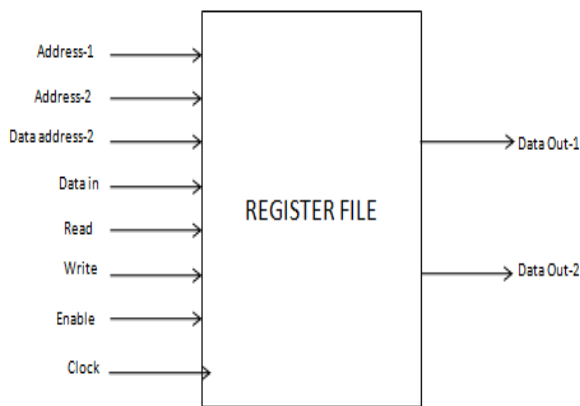 Address-1
Address-2
Data address-2
Data in
Read
Write
Enable
Clock
REGISTER FILE
Data Out-1
Data Out-2